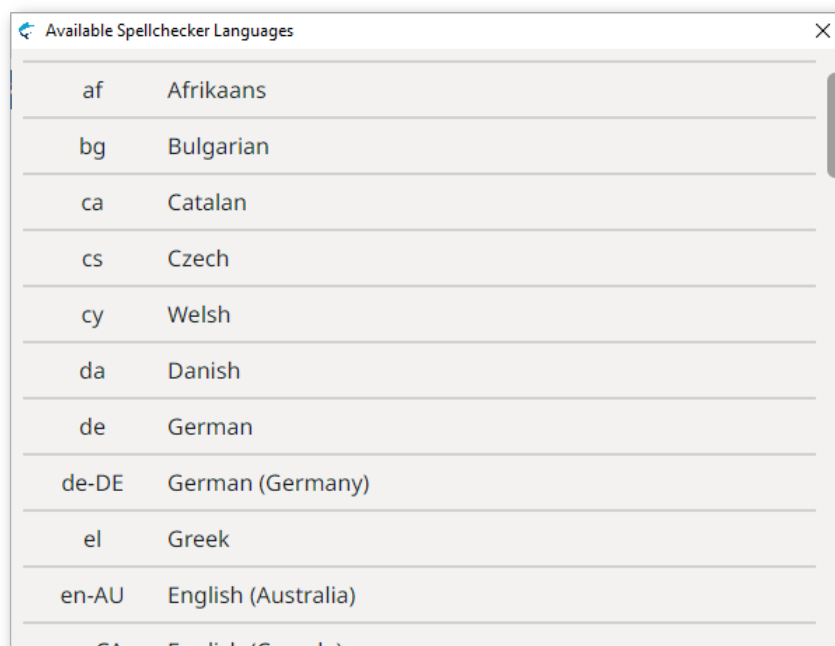 Available Spellchecker Languages
af Afrikaans
bg Bulgarian
ca Catalan
cs Czech
cy Welsh
da Danish
de German
de-DE German (Germany)
el Greek
en-AU English (Australia)